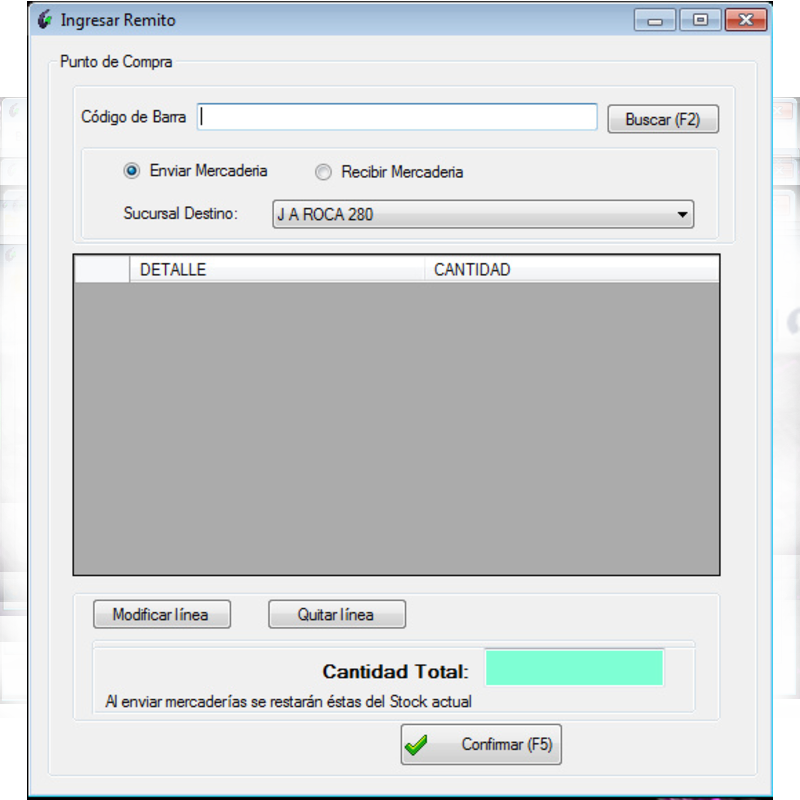 Ingresar Remito
Punto de Compra
Código de Barra
Buscar (F2)
Enviar Mercaderia
Recibir Mercaderia
Sucursal Destino:
J A ROCA 280
DETALLE
CANTIDAD
Modificar línea
Quitar línea
Cantidad Total:
Al enviar mercaderías se restarán éstas del Stock actual
Confirmar (F5)